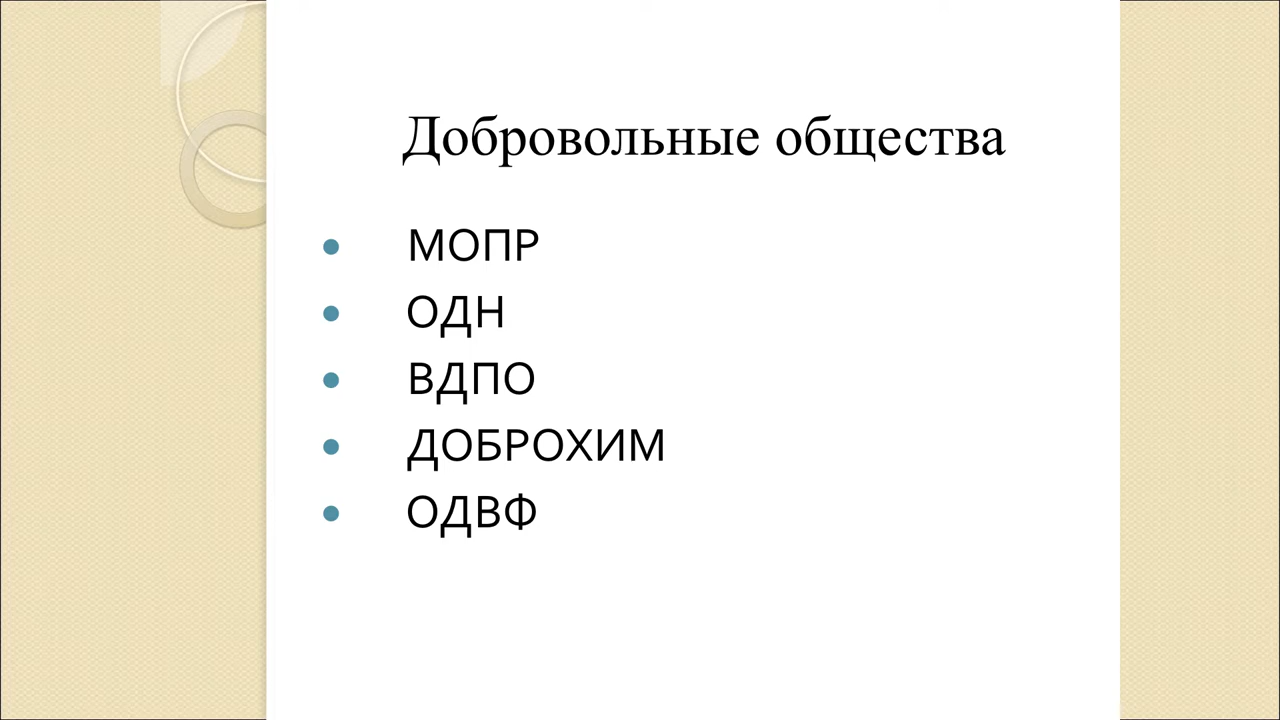 Добровольные общества
• МОПР
• ОДН
• ВДПО
• ДОБРОХИМ
• ОДВФ